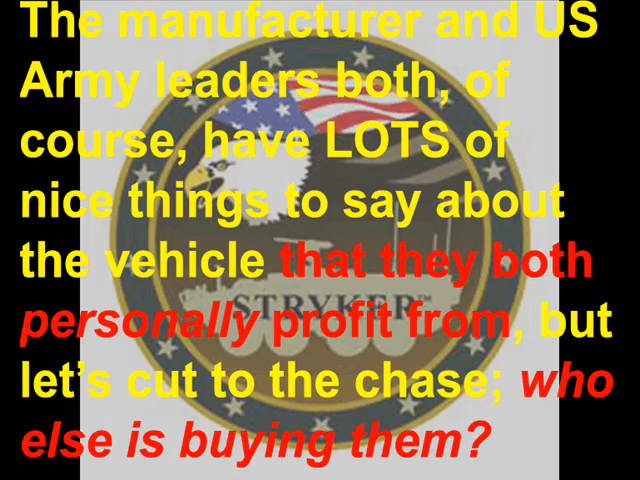 The manufacturer and US
Army leaders both, of
course, have LOTS of
nice things to say about
the vehicle that they both
personally profit from, but
let's cut to the chase; who
else is buying them?
STRYKER™